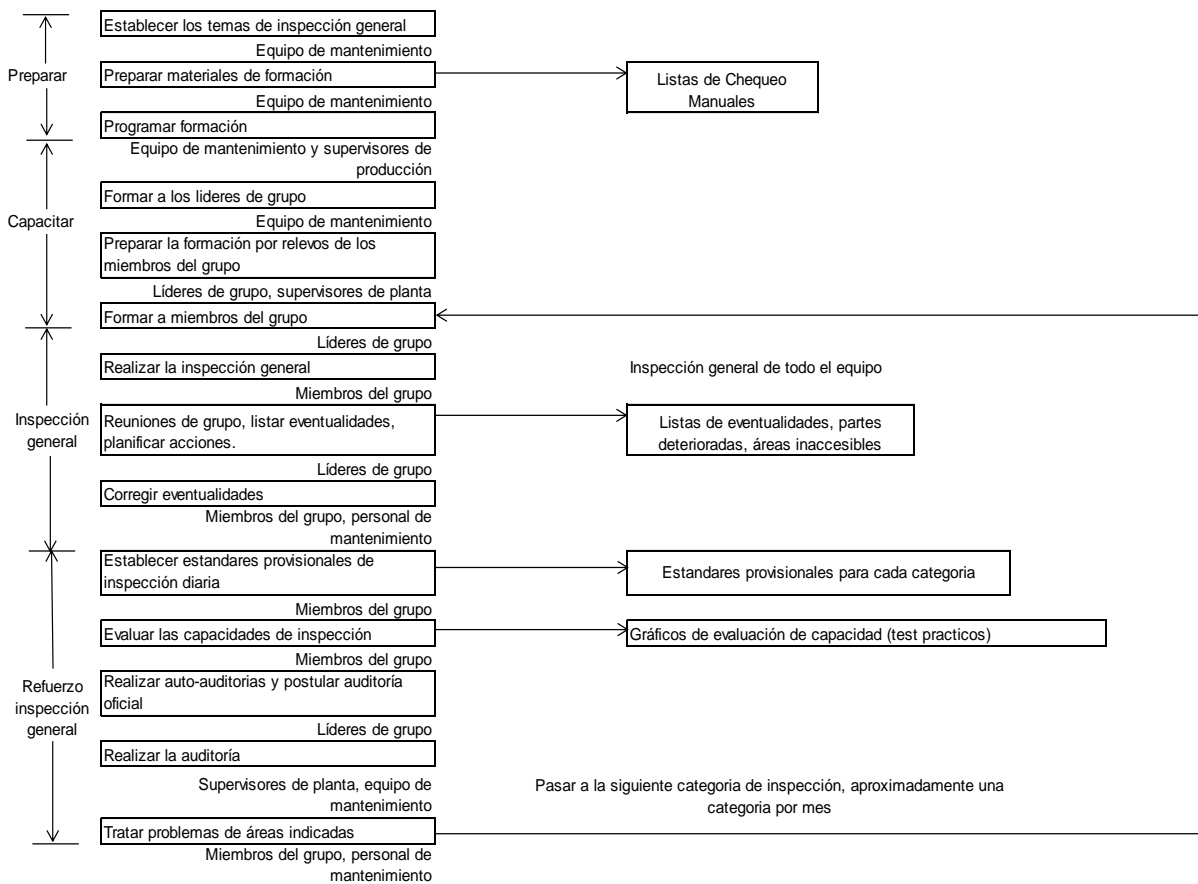 Establecer los temas de inspección general
Equipo de mantenimiento
Preparar
Preparar materiales de formación
Listas de Chequeo
Manuales
Equipo de mantenimiento
Programar formación
Equipo de mantenimiento y supervisores de
producción
Formar a los lideres de grupo
Capacitar
Equipo de mantenimiento
Preparar la formación por relevos de los
miembros del grupo
Líderes de grupo, supervisores de planta
Formar a miembros del grupo
Líderes de grupo
Realizar la inspección general
Inspección general de todo el equipo
Miembros del grupo
Inspección
general
Reuniones de grupo, listar eventualidades,
planificar acciones.
Listas de eventualidades, partes
deterioradas, áreas inaccesibles
Líderes de grupo
Corregir eventualidades
Miembros del grupo, personal de
mantenimiento
Establecer estandares provisionales de
inspección diaria
Estandares provisionales para cada categoria
Miembros del grupo
Evaluar las capacidades de inspección
Gráficos de evaluación de capacidad (test practicos)
Miembros del grupo
Refuerzo
inspección
general
Realizar auto-auditorias y postular auditoría
oficial
Líderes de grupo
Realizar la auditoría
Supervisores de planta, equipo de
mantenimiento
Pasar a la siguiente categoria de inspección, aproximadamente una
categoria por mes
Tratar problemas de áreas indicadas
Miembros del grupo, personal de
mantenimiento